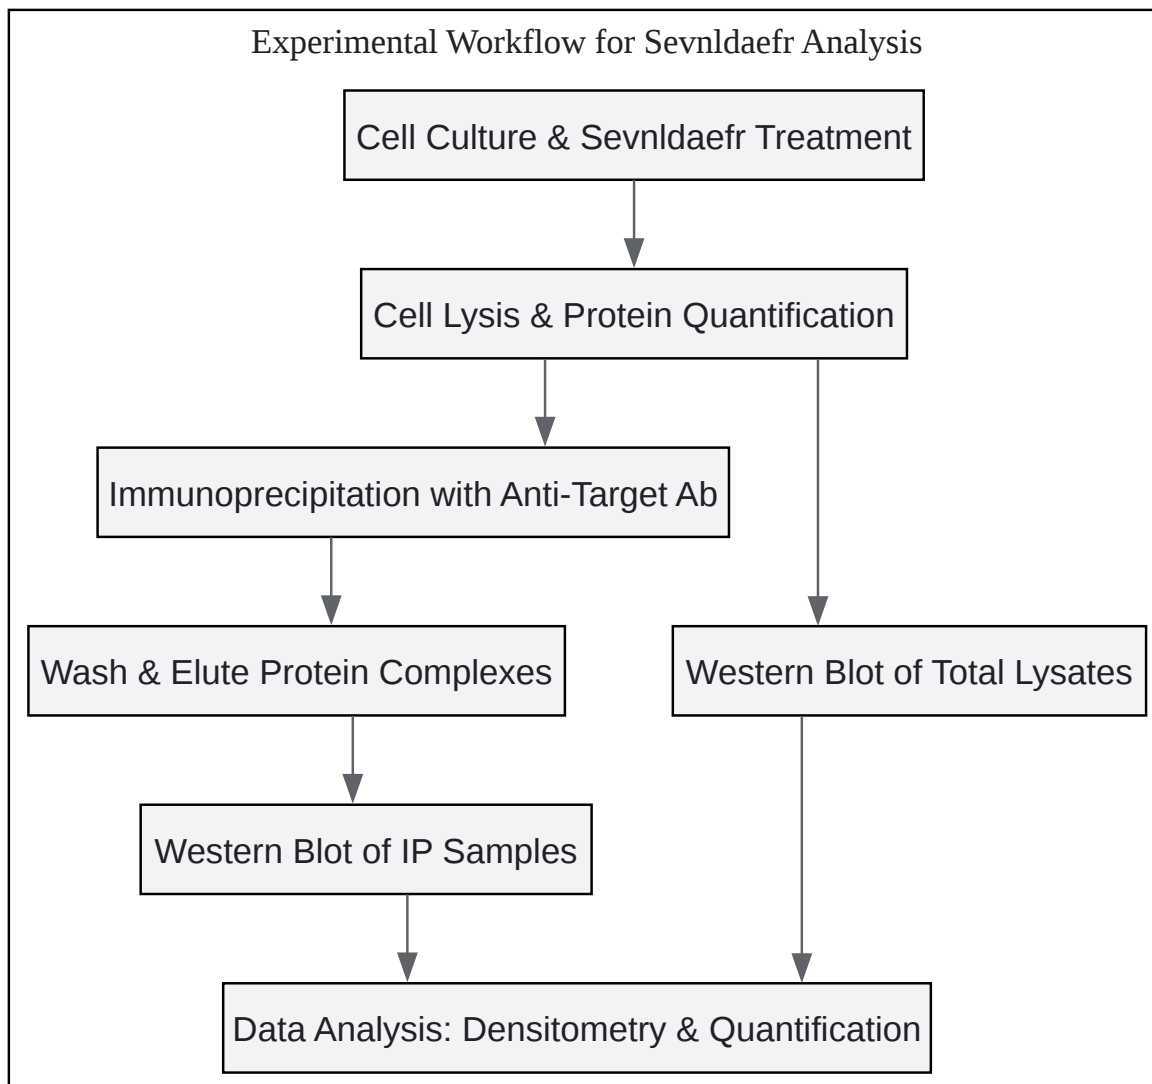 Experimental Workflow for Sevnldaefr Analysis
Cell Culture & Sevnldaefr Treatment
Cell Lysis & Protein Quantification
Immunoprecipitation with Anti-Target Ab
Wash & Elute Protein Complexes
Western Blot of Total Lysates
Western Blot of IP Samples
Data Analysis: Densitometry & Quantification